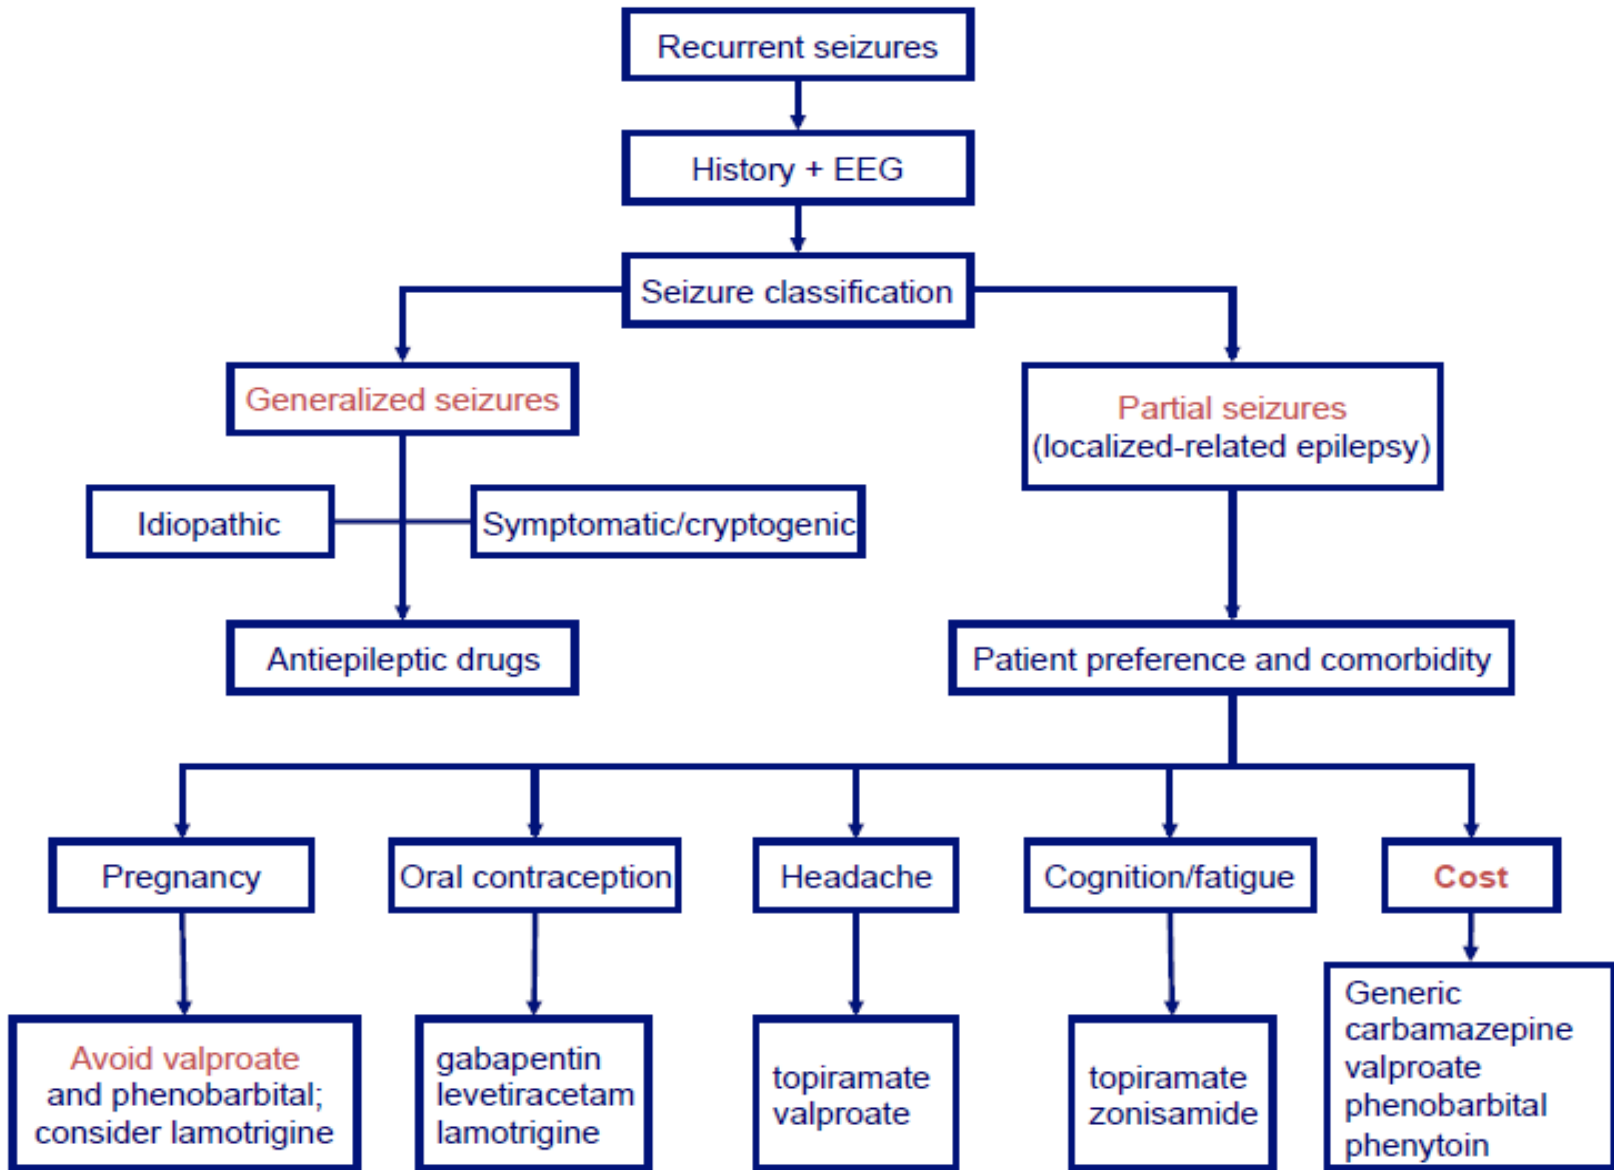 Recurrent seizures
History + EEG
Seizure classification
Generalized seizures
Partial seizures
(localized-related epilepsy)
Idiopathic
Symptomatic/cryptogenic
Antiepileptic drugs
Patient preference and comorbidity
Pregnancy
Oral contraception
Headache
Cognition/fatigue
Cost
Avoid valproate
and phenobarbital;
consider lamotrigine
gabapentin
levetiracetam
lamotrigine
topiramate
valproate
topiramate
zonisamide
Generic
carbamazepine
valproate
phenobarbital
phenytoin